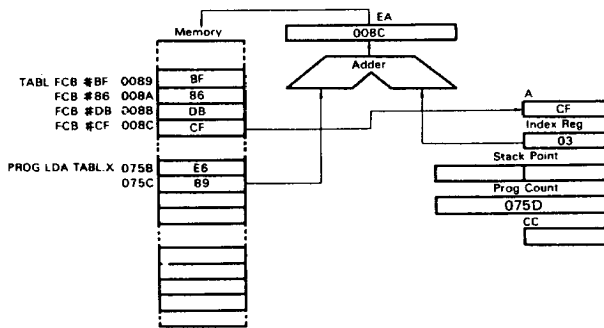 EA
Memory
008C
Adder
TABL FCB #BF 0089 BF
FCB #86 008A 86
FCB #DB 008B DB
FCB #CF 008C CF
A
CF
Index Reg
03
Stack Point
PROG LDA TABL.X 075B E6
075C 89
Prog Count
075D
CC